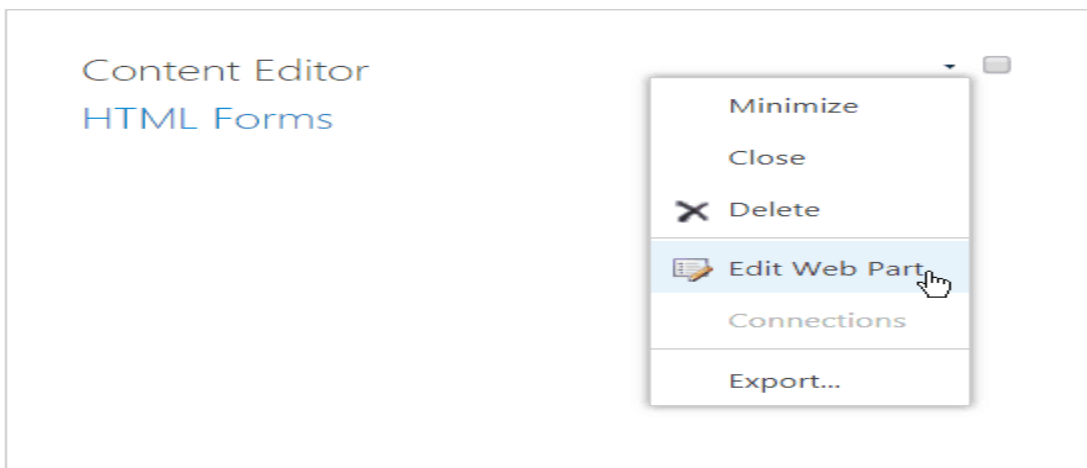 Content Editor
HTML Forms
Minimize
Close
Delete
Edit Web Part
Connections
Export...